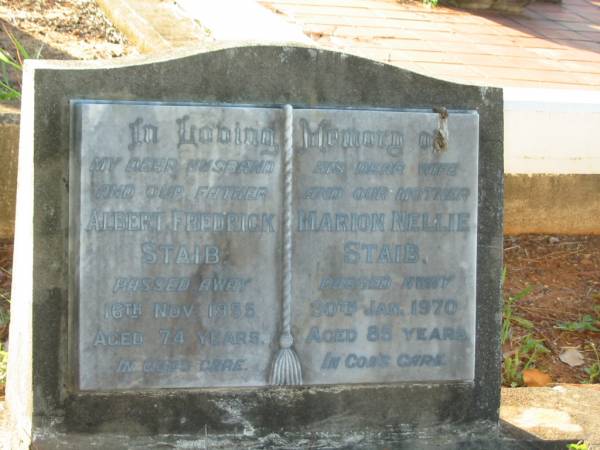 In Loving Memory of
MY DEAR HUSBAND
AND OUR FATHER
ALBERT FREDRICK
STAIB.
PASSED AWAY
16TH NOV. 1955
AGED 74 YEARS.
IN GOD'S CARE.
HIS DEAR WIFE
AND OUR MOTHER
MARION NELLIE
STAIB.
PASSED AWAY
30TH JAN. 1970
AGED 85 YEARS.
IN GOD'S CARE.